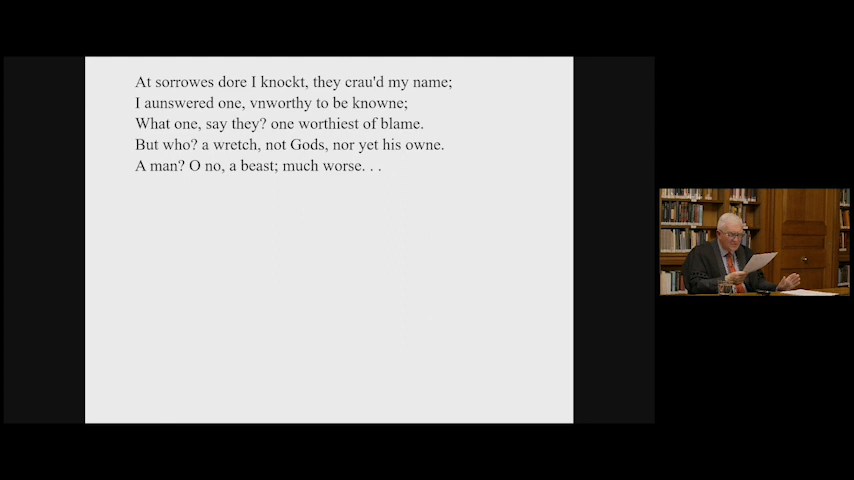 At sorrowes dore I knockt, they crau'd my name;
I aunswered one, vnworthy to be knowne;
What one, say they? one worthiest of blame.
But who? a wretch, not Gods, nor yet his owne.
A man? O no, a beast; much worse. . .